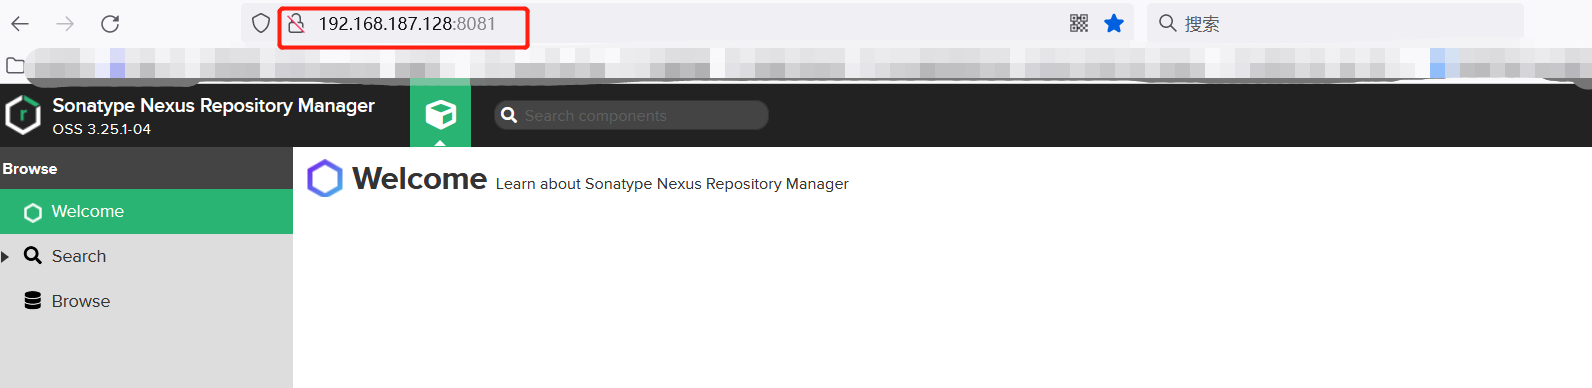 192.168.187.128:8081
搜索
Sonatype Nexus Repository Manager
OSS 3.25.1-04
Search components
Browse
Welcome Learn about Sonatype Nexus Repository Manager
Welcome
Search
Browse